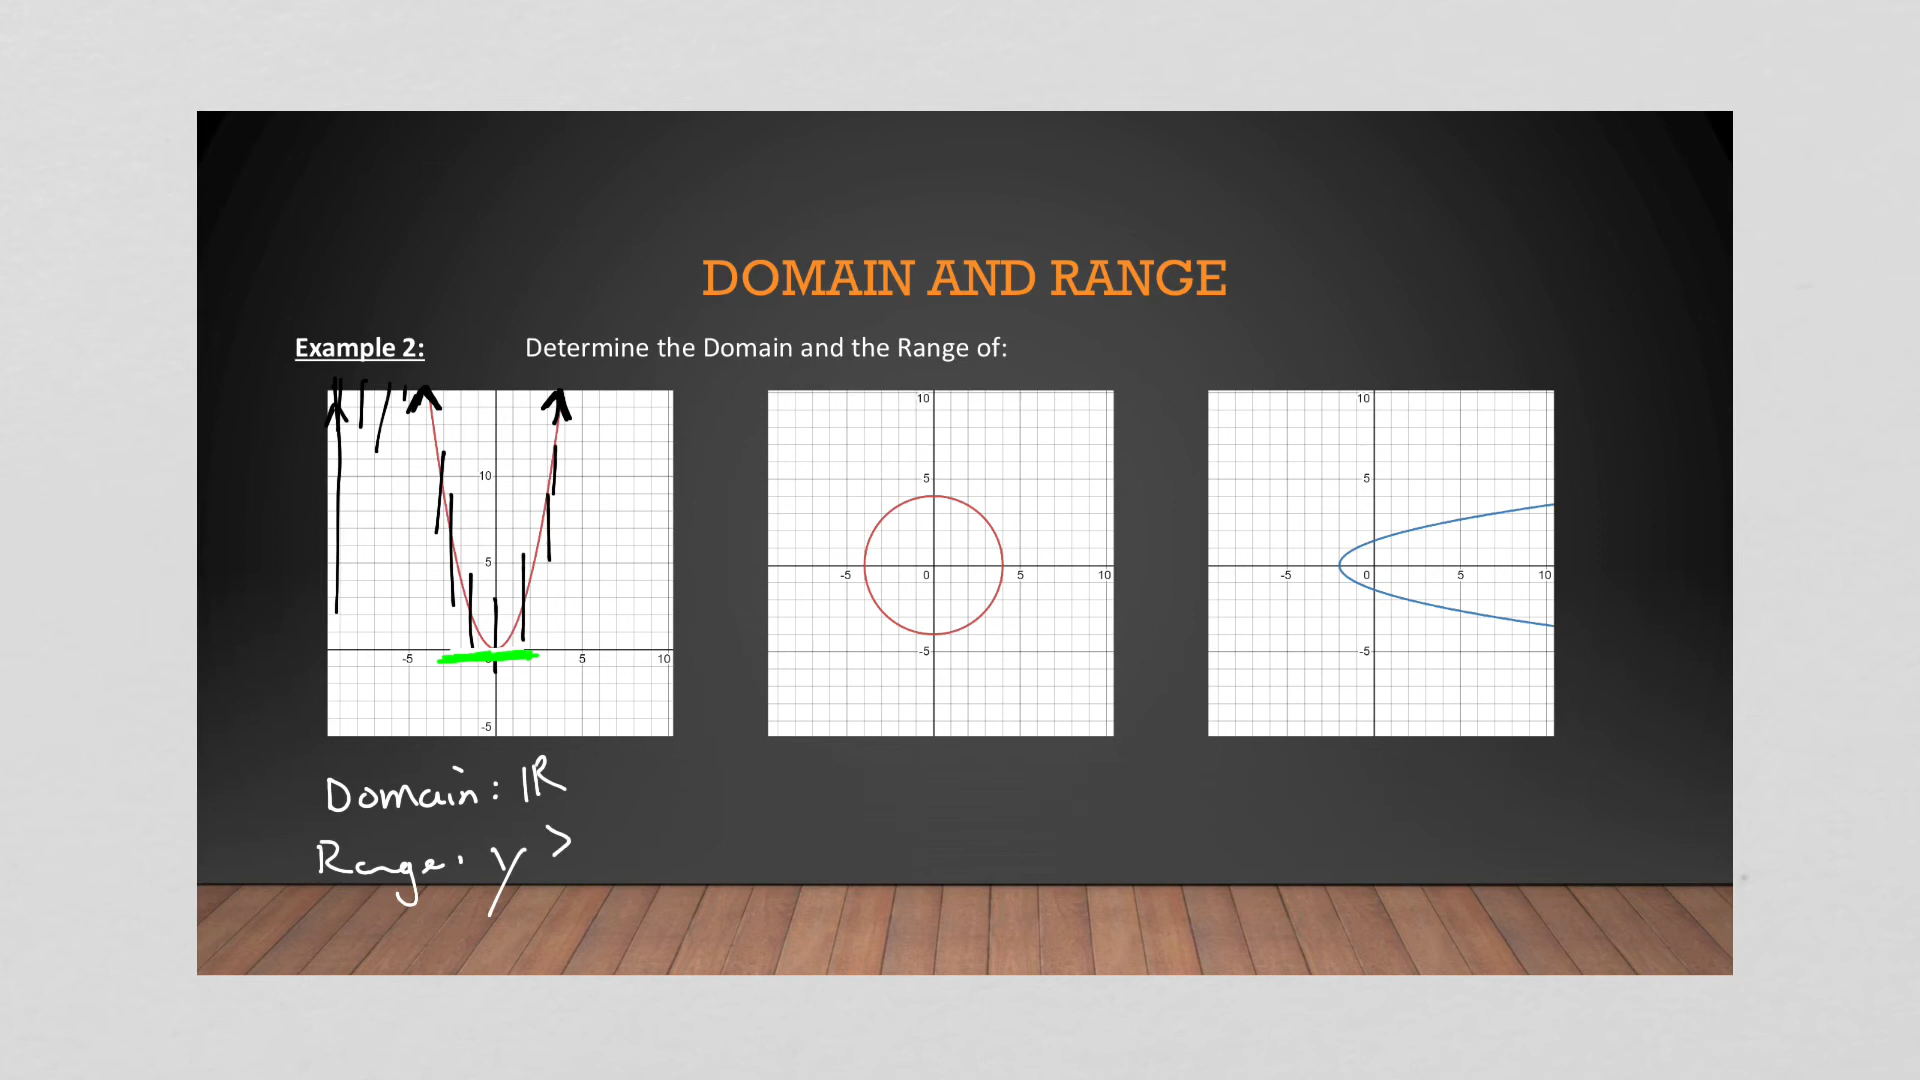 DOMAIN AND RANGE
Example 2: Determine the Domain and the Range of:
10
5
-5 5 10
-5
10
5
-5 0 5 10
-5
10
5
-5 0 5 10
-5
Domain: ℝ
Range: y >